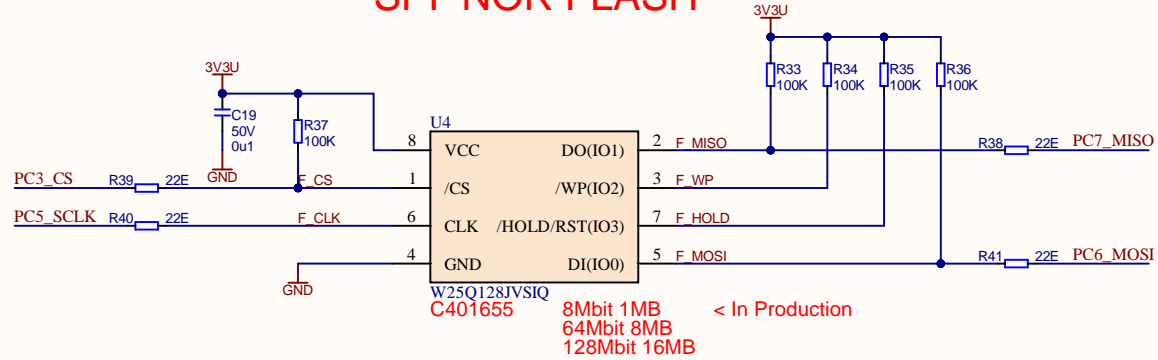 SPI NOR FLASH
3V3U
R33
100K
R34
100K
R35
100K
R36
100K
3V3U
C19
50V
0u1
GND
R37
100K
U4
8 VCC
DO(IO1) 2 F_MISO
R38 22E PC7_MISO
PC3_CS R39 22E F_CS 1 /CS
/WP(IO2) 3 F_WP
PC5_SCLK R40 22E F_CLK 6 CLK
/HOLD/RST(IO3) 7 F_HOLD
GND
4 GND
DI(IO0) 5 F_MOSI
R41 22E PC6_MOSI
W25Q128JVSIQ
C401655
8Mbit 1MB < In Production
64Mbit 8MB
128Mbit 16MB